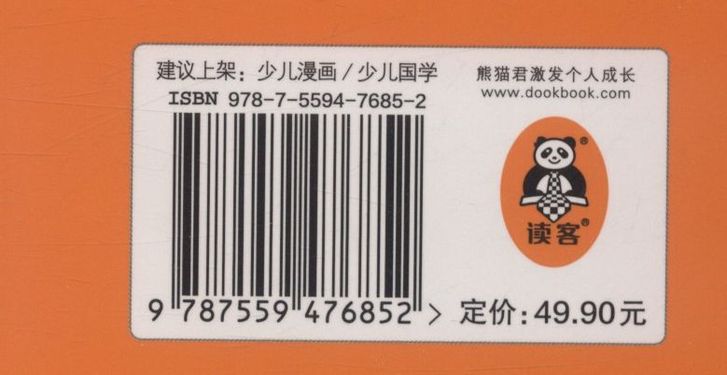 建议上架：少儿漫画/少儿国学
ISBN 978-7-5594-7685-2
9 787559 476852 >
熊猫君激发个人成长
www.dookbook.com
读客®
定价：49.90元